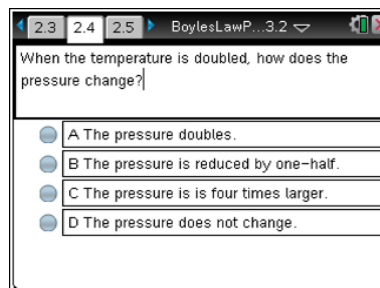 2.3 2.4 2.5 BoylesLawP...3.2
When the temperature is doubled, how does the
pressure change?
A The pressure doubles.
B The pressure is reduced by one-half.
C The pressure is is four times larger.
D The pressure does not change.